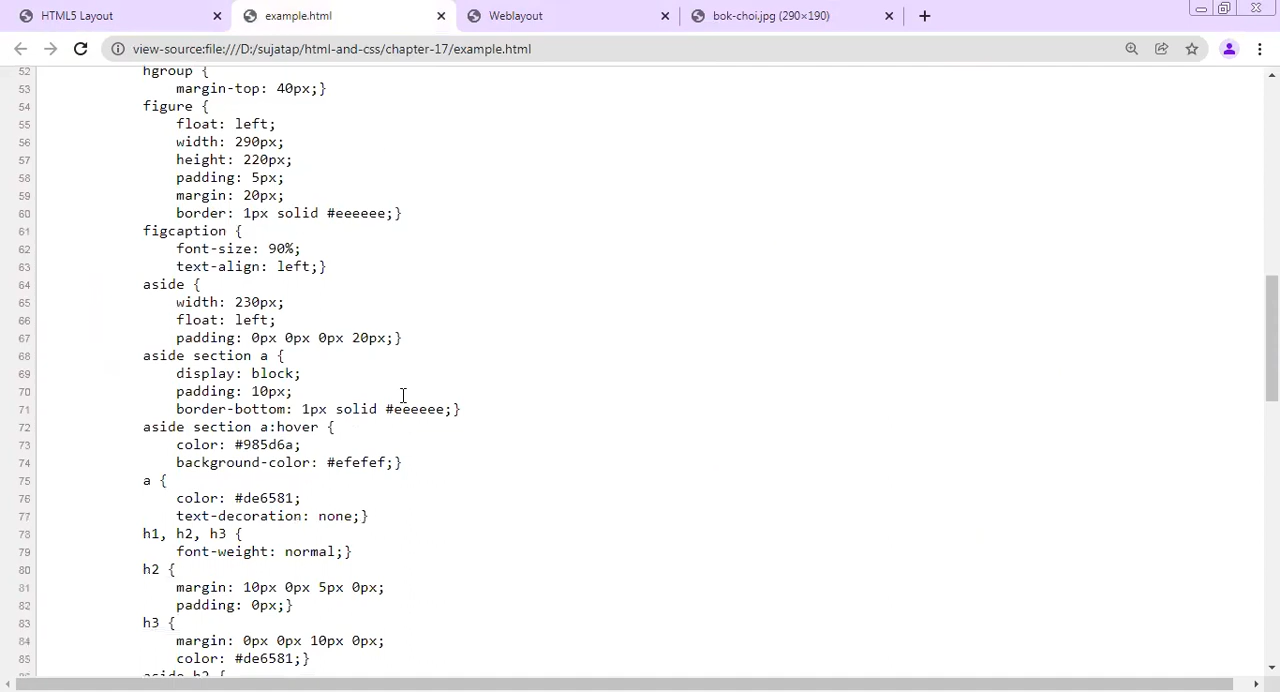 HTML5 Layout
example.html
Weblayout
bok-choi.jpg (290×190)
view-source:file:///D:/sujatap/html-and-css/chapter-17/example.html
52 hgroup {
53 margin-top: 40px;}
54 figure {
55 float: left;
56 width: 290px;
57 height: 220px;
58 padding: 5px;
59 margin: 20px;
60 border: 1px solid #eeeeee;}
61 figcaption {
62 font-size: 90%;
63 text-align: left;}
64 aside {
65 width: 230px;
66 float: left;
67 padding: 0px 0px 0px 20px;}
68 aside section a {
69 display: block;
70 padding: 10px;
71 border-bottom: 1px solid #eeeeee;}
72 aside section a:hover {
73 color: #985d6a;
74 background-color: #efefef;}
75 a {
76 color: #de6581;
77 text-decoration: none;}
78 h1, h2, h3 {
79 font-weight: normal;}
80 h2 {
81 margin: 10px 0px 5px 0px;
82 padding: 0px;}
83 h3 {
84 margin: 0px 0px 10px 0px;
85 color: #de6581;}
aside h2 {